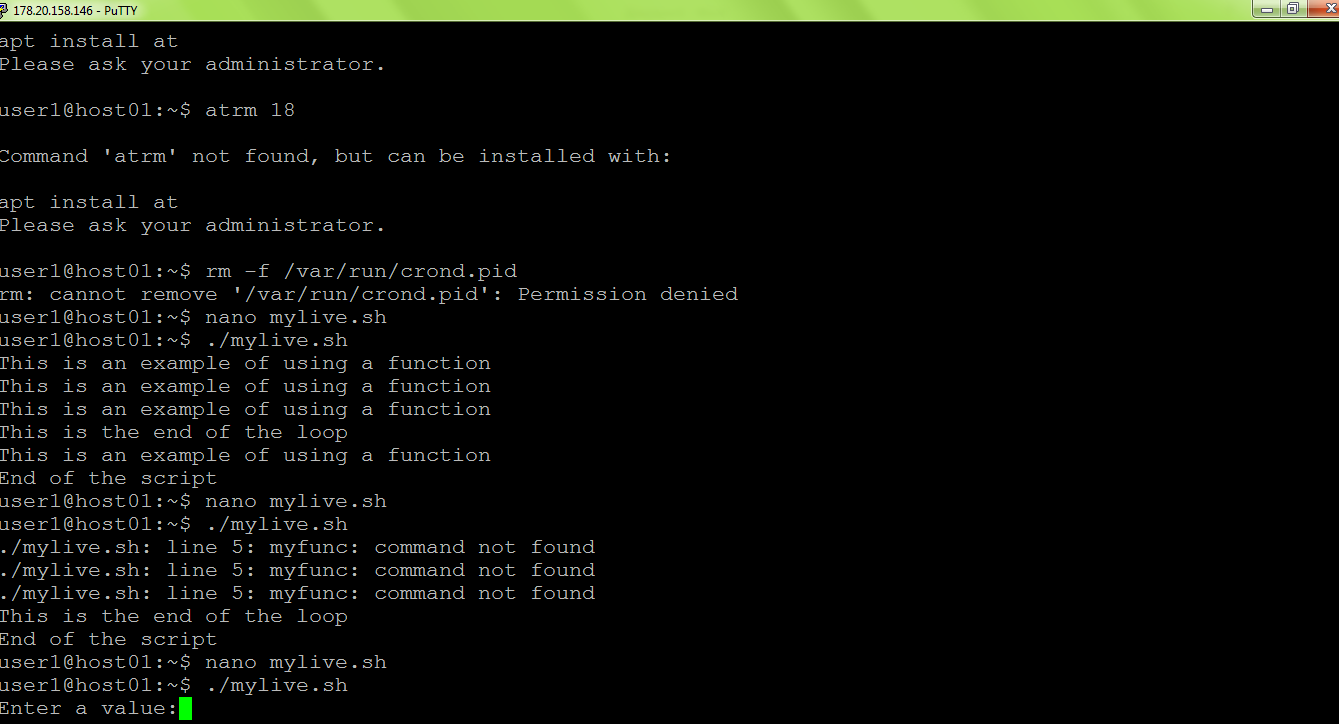 178.20.158.146 - PuTTY
apt install at
Please ask your administrator.
user1@host01:~$ atrm 18
Command 'atrm' not found, but can be installed with:
apt install at
Please ask your administrator.
user1@host01:~$ rm -f /var/run/crond.pid
rm: cannot remove '/var/run/crond.pid': Permission denied
user1@host01:~$ nano mylive.sh
user1@host01:~$ ./mylive.sh
This is an example of using a function
This is an example of using a function
This is an example of using a function
This is the end of the loop
This is an example of using a function
End of the script
user1@host01:~$ nano mylive.sh
user1@host01:~$ ./mylive.sh
./mylive.sh: line 5: myfunc: command not found
./mylive.sh: line 5: myfunc: command not found
./mylive.sh: line 5: myfunc: command not found
This is the end of the loop
End of the script
user1@host01:~$ nano mylive.sh
user1@host01:~$ ./mylive.sh
Enter a value: